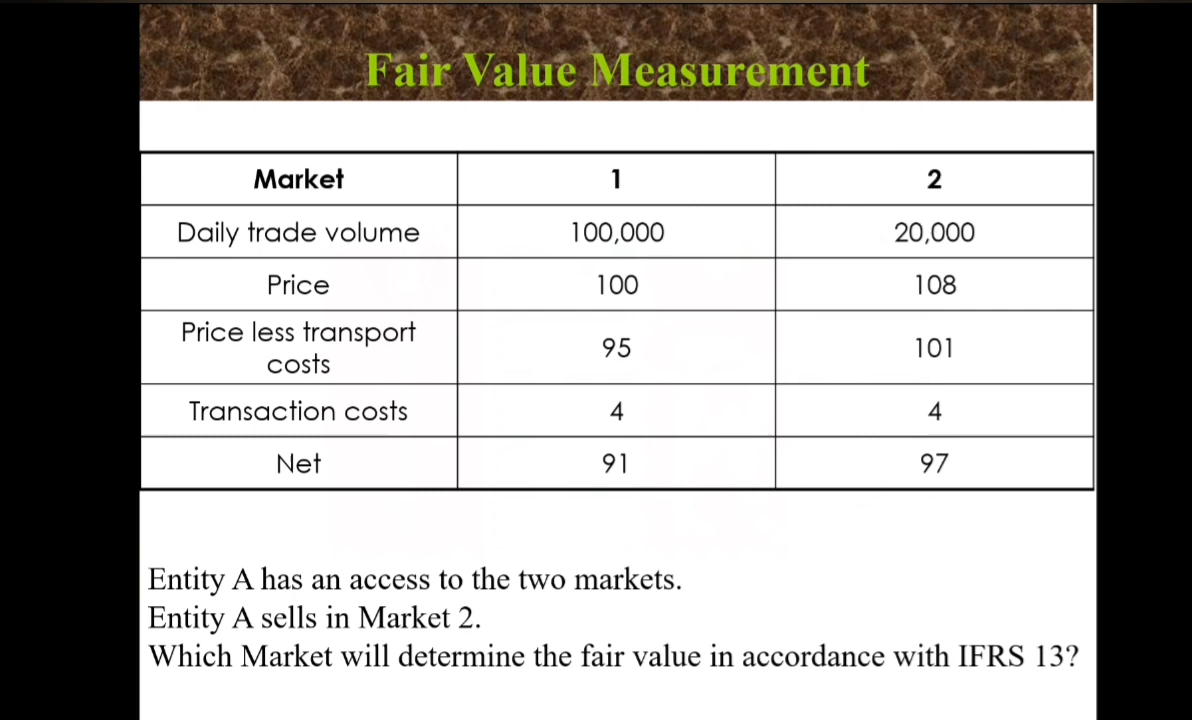 Fair Value Measurement
Market 1 2
Daily trade volume 100,000 20,000
Price 100 108
Price less transport
costs 95 101
Transaction costs 4 4
Net 91 97
Entity A has an access to the two markets.
Entity A sells in Market 2.
Which Market will determine the fair value in accordance with IFRS 13?